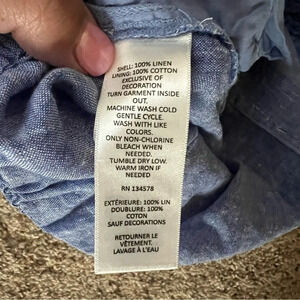 SHELL: 100% LINEN
LINING: 100% COTTON
EXCLUSIVE OF
DECORATION
TURN GARMENT INSIDE
OUT.
MACHINE WASH COLD
GENTLE CYCLE.
WASH WITH LIKE
COLORS.
ONLY NON-CHLORINE
BLEACH WHEN
NEEDED.
TUMBLE DRY LOW.
WARM IRON IF
NEEDED
RN 134578
EXTÉRIEURE: 100% LIN
DOUBLURE: 100%
COTON
SAUF DECORATIONS
RETOURNER LE
VÊTEMENT.
LAVAGE À L'EAU